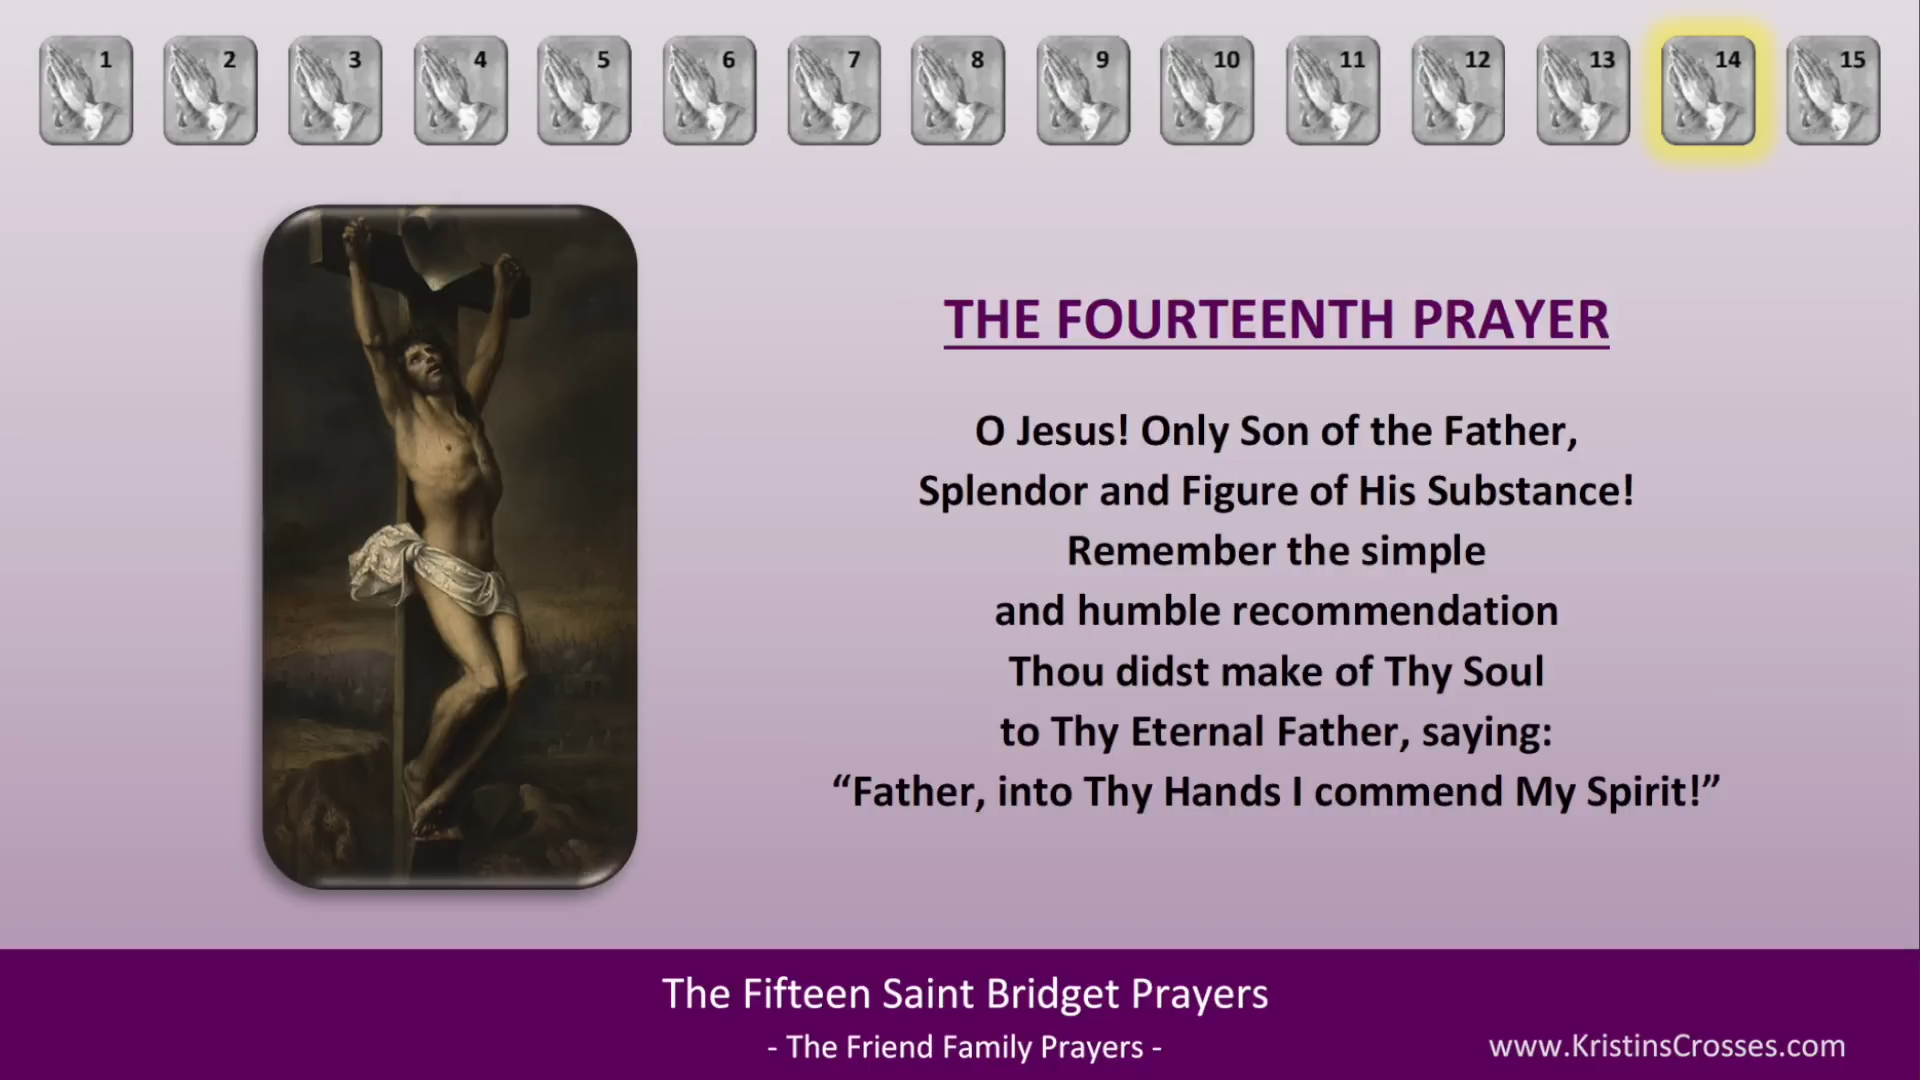 1 2 3 4 5 6 7 8 9 10 11 12 13 14 15
THE FOURTEENTH PRAYER
O Jesus! Only Son of the Father,
Splendor and Figure of His Substance!
Remember the simple
and humble recommendation
Thou didst make of Thy Soul
to Thy Eternal Father, saying:
“Father, into Thy Hands I commend My Spirit!”
The Fifteen Saint Bridget Prayers
- The Friend Family Prayers -
www.KristinsCrosses.com